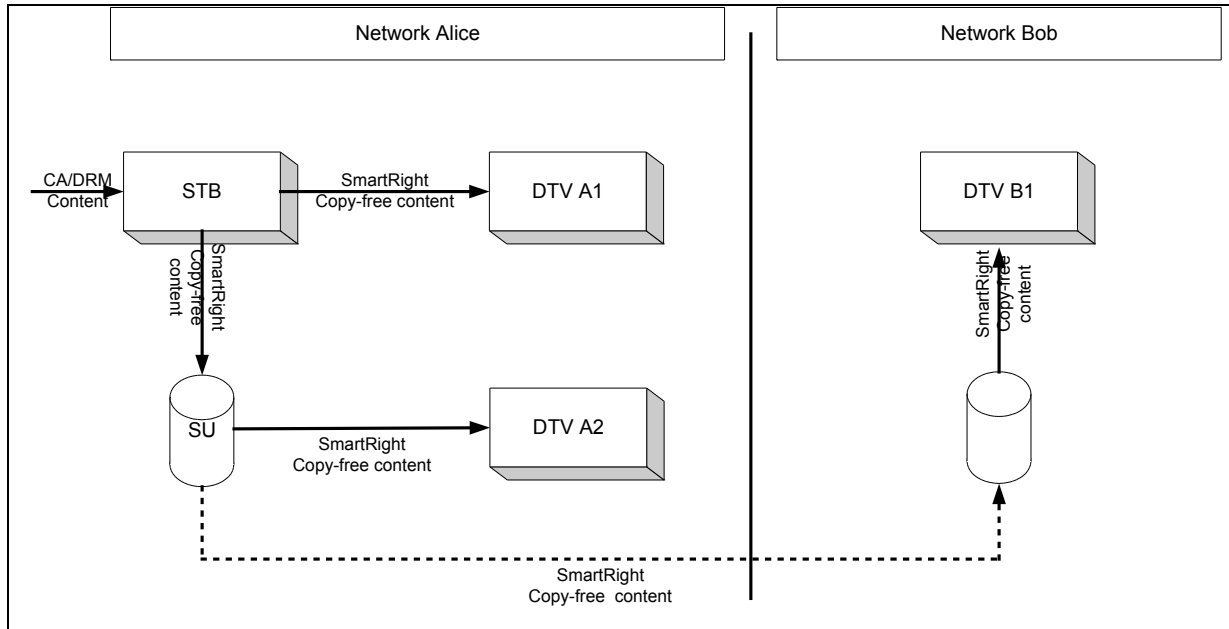 Network Alice
Network Bob
CA/DRM
Content
STB
SmartRight
Copy-free content
DTV A1
DTV B1
SmartRight
Copy-free
content
SmartRight
Copy-free
content
SU
SmartRight
Copy-free content
DTV A2
SmartRight
Copy-free content